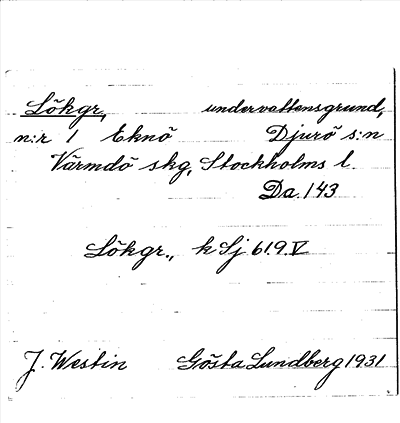 Lökgr, undervattensgrund,
n:r 1 Eknö Djurö s:n
Värmdö skg, Stockholms l.
Da. 143
Lökgr., k Sj 619 V
J. Westin Gösta Lundberg 1931